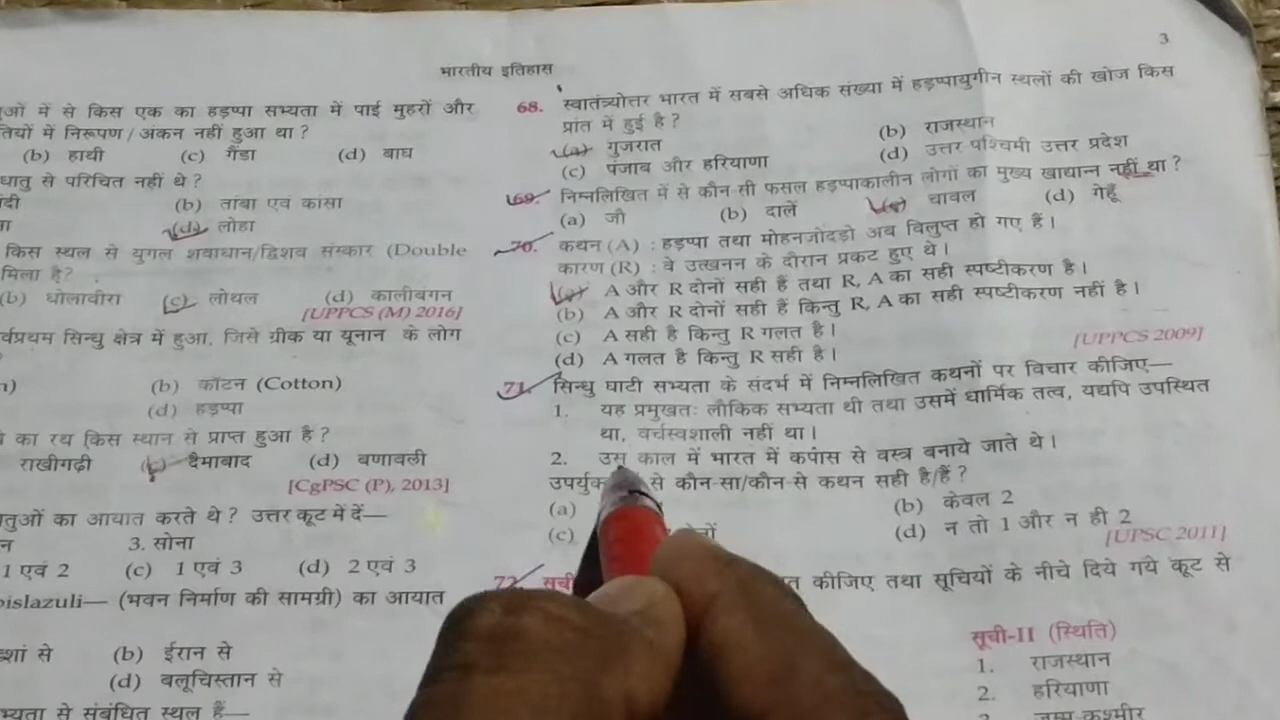 3
भारतीय इतिहास
में से किस एक का हड़प्पा सभ्यता में पाई मुहरों और
में निरूपण / अंकन नहीं हुआ था ?
(b) हाथी (c) गैंडा (d) बाघ
धातु से परिचित नहीं थे ?
(b) तांबा एवं कांसा
(d) लोहा
किस स्थल से युगल शवाधान/द्विशव संस्कार (Double
मिला है?
(b) धोलावीरा (c) लोथल (d) कालीबंगन
[UPPCS (M) 2016]
सिन्धु क्षेत्र में हुआ, जिसे ग्रीक या यूनान के लोग
(b) कॉटन (Cotton)
(d) हड़प्पा
का रथ किस स्थान से प्राप्त हुआ है ?
राखीगढ़ी दैमाबाद (d) बणावली
[CgPSC (P), 2013]
का आयात करते थे ? उत्तर कूट में दें—
3. सोना
1 एवं 2 (c) 1 एवं 3 (d) 2 एवं 3
(भवन निर्माण की सामग्री) का आयात
से (b) ईरान से
(d) बलूचिस्तान से
से संबंधित स्थल हैं—
68. स्वातंत्र्योत्तर भारत में सबसे अधिक संख्या में हड़प्पायुगीन स्थलों की खोज किस
प्रांत में हुई है ?
(a) गुजरात (b) राजस्थान
(c) पंजाब और हरियाणा (d) उत्तर पश्चिमी उत्तर प्रदेश
69. निम्नलिखित में से कौन-सी फसल हड़प्पाकालीन लोगों का मुख्य खाद्यान्न नहीं था ?
(a) जौ (b) दालें (c) चावल (d) गेहूँ
70. कथन (A) : हड़प्पा तथा मोहनजोदड़ो अब विलुप्त हो गए हैं।
कारण (R) : वे उत्खनन के दौरान प्रकट हुए थे।
(a) A और R दोनों सही हैं तथा R, A का सही स्पष्टीकरण है।
(b) A और R दोनों सही हैं किन्तु R, A का सही स्पष्टीकरण नहीं है।
(c) A सही है किन्तु R गलत है।
(d) A गलत है किन्तु R सही है।
[UPPCS 2009]
71. सिन्धु घाटी सभ्यता के संदर्भ में निम्नलिखित कथनों पर विचार कीजिए—
1. यह प्रमुखतः लौकिक सभ्यता थी तथा उसमें धार्मिक तत्व, यद्यपि उपस्थित
था, वर्चस्वशाली नहीं था।
2. उस काल में भारत में कपास से वस्त्र बनाये जाते थे।
से कौन-सा/कौन-से कथन सही है/हैं ?
(a) (b) केवल 2
(c) (d) न तो 1 और न ही 2
[UPSC 2011]
72. कीजिए तथा सूचियों के नीचे दिये गये कूट से
सूची-II (स्थिति)
1. राजस्थान
2. हरियाणा